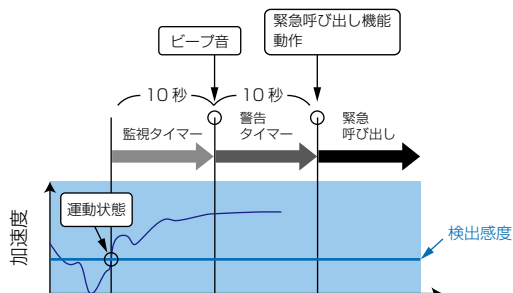 緊急呼び出し機能
動作
ビープ音
10秒
10秒
監視タイマー
警告
タイマー
緊急
呼び出し
運動状態
加速度
検出感度